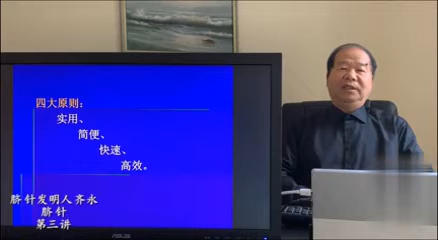 四大原则：
实用、
简便、
快速、
高效。
脐针发明人齐永
脐针
第三讲
ASUS